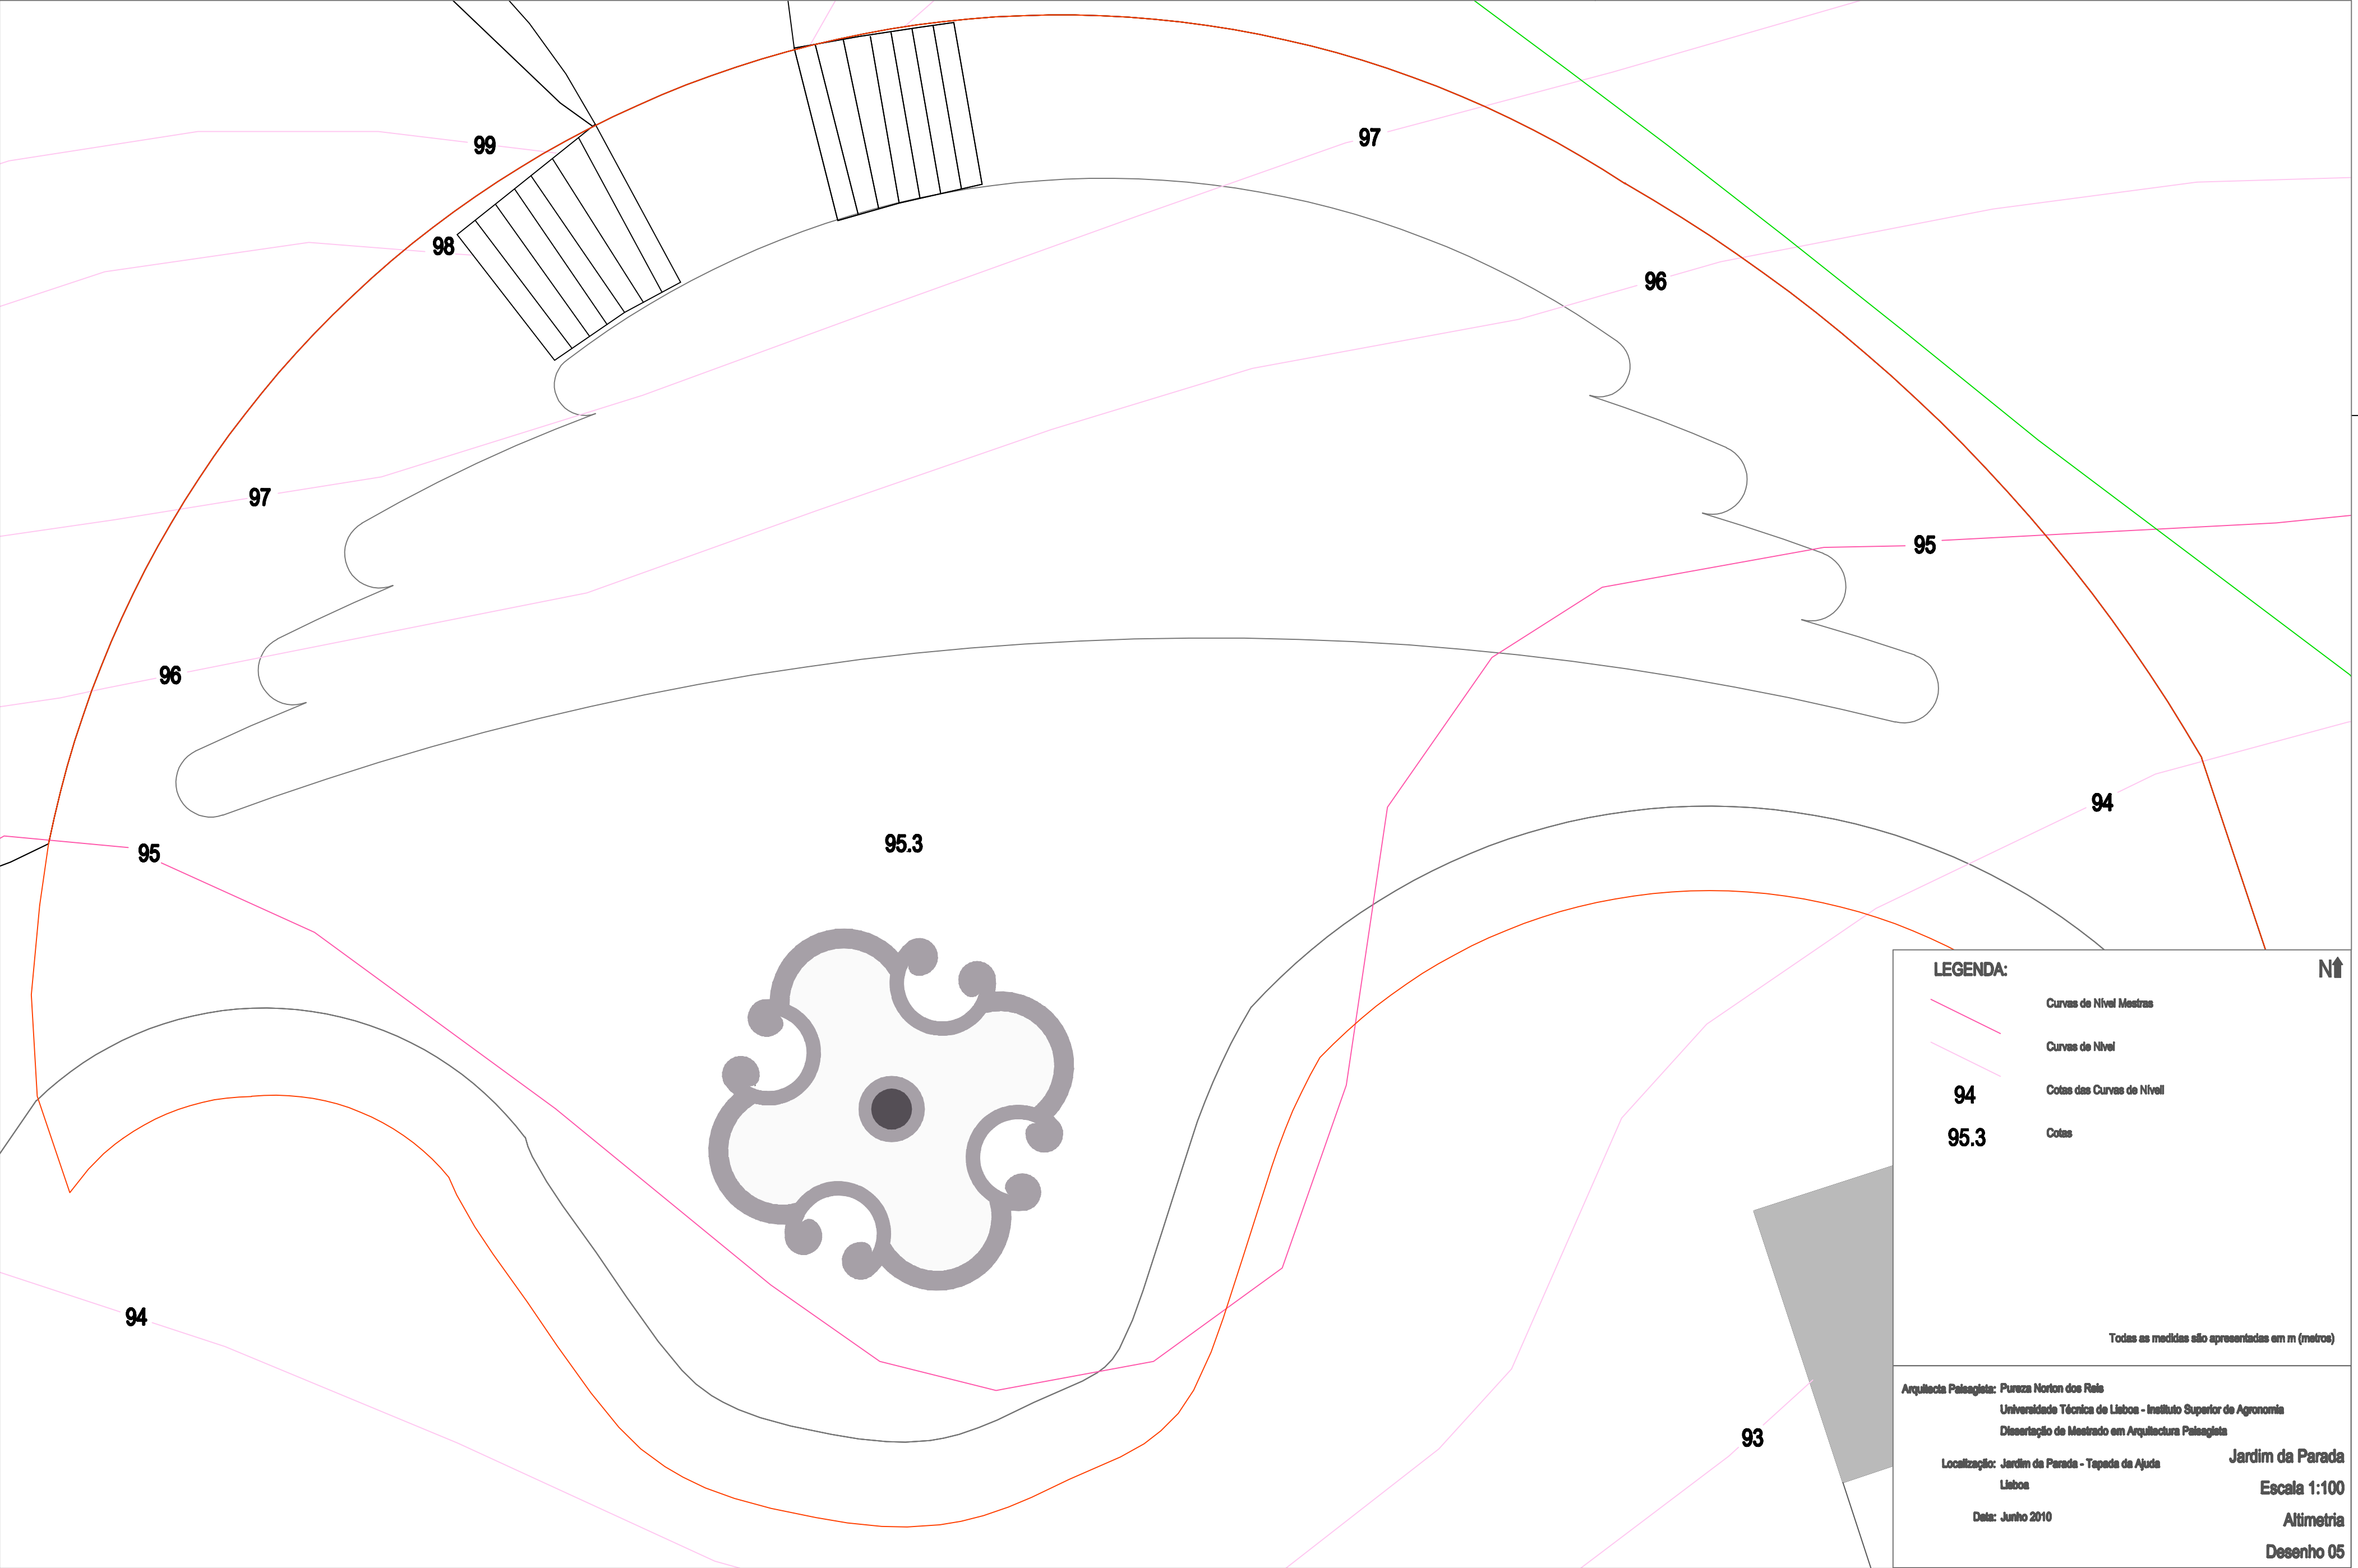 97
99
98
96
97
95
96
94
95.3
95
94
93
LEGENDA:
N
Curvas de Nível Mestras
Curvas de Nível
94 Cotas das Curvas de Níveli
95.3 Cotas
Todas as medidas são apresentadas em m (metros)
Arquitecta Paisagista: Pureza Norton dos Reis
Universidade Técnica de Lisboa - Instituto Superior de Agronomia
Dissertação de Mestrado em Arquitectura Paisagista
Localização: Jardim da Parada - Tapada da Ajuda
Lisboa
Data: Junho 2010
Jardim da Parada
Escala 1:100
Altimetria
Desenho 05